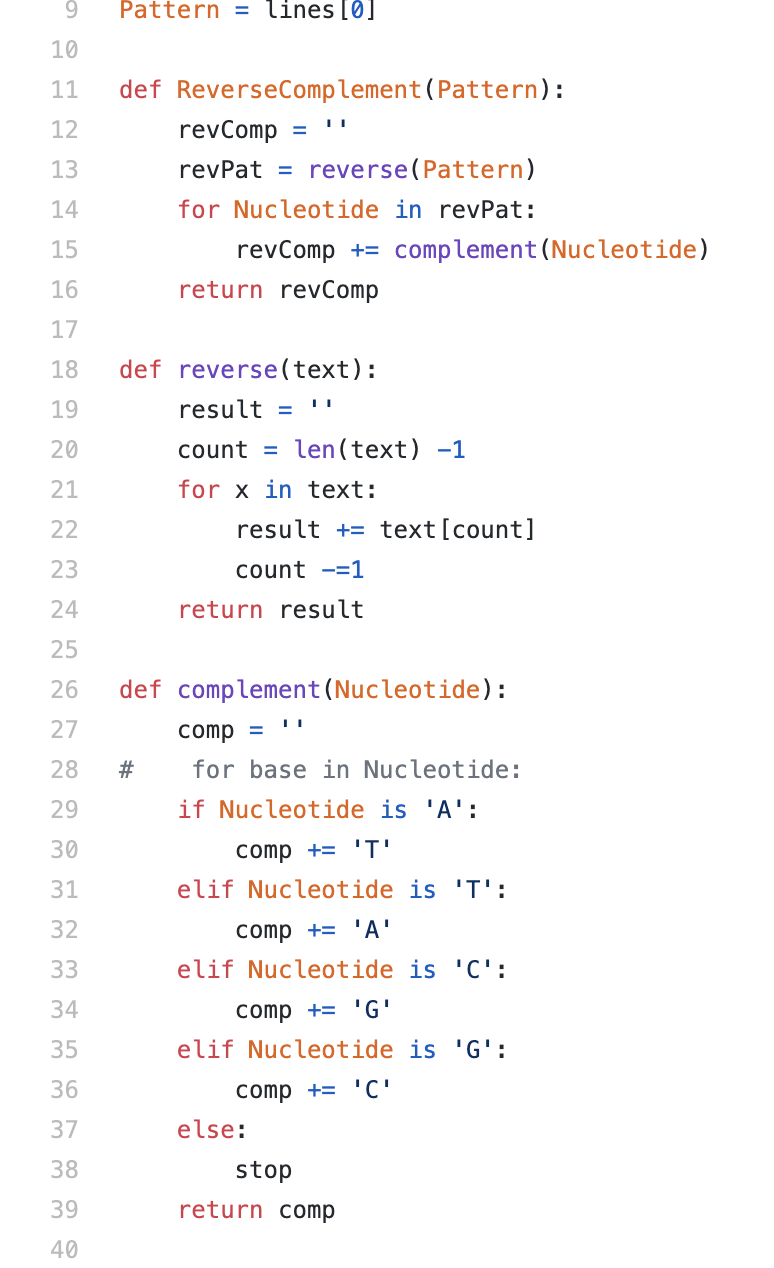 9 Pattern = lines[0]
10
11 def ReverseComplement(Pattern):
12     revComp = ''
13     revPat = reverse(Pattern)
14     for Nucleotide in revPat:
15         revComp += complement(Nucleotide)
16     return revComp
17
18 def reverse(text):
19     result = ''
20     count = len(text) -1
21     for x in text:
22         result += text[count]
23         count -=1
24     return result
25
26 def complement(Nucleotide):
27     comp = ''
28 #    for base in Nucleotide:
29     if Nucleotide is 'A':
30         comp += 'T'
31     elif Nucleotide is 'T':
32         comp += 'A'
33     elif Nucleotide is 'C':
34         comp += 'G'
35     elif Nucleotide is 'G':
36         comp += 'C'
37     else:
38         stop
39     return comp
40